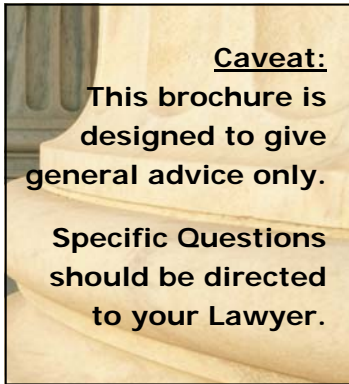 Caveat:
This brochure is
designed to give
general advice only.
Specific Questions
should be directed
to your Lawyer.